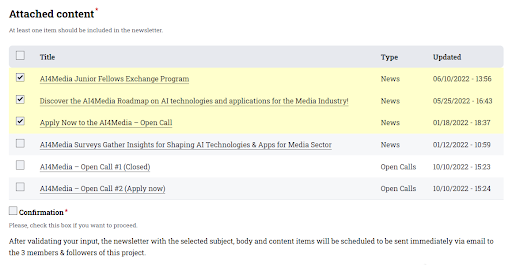 Attached content*
At least one item should be included in the newsletter.
Title Type Updated
AI4Media Junior Fellows Exchange Program News 06/10/2022 - 13:56
Discover the AI4Media Roadmap on AI technologies and applications for the Media Industry! News 05/25/2022 - 16:43
Apply Now to the AI4Media – Open Call News 01/18/2022 - 18:37
AI4Media Surveys Gather Insights for Shaping AI Technologies & Apps for Media Sector News 01/12/2022 - 10:59
AI4Media – Open Call #1 (Closed) Open Calls 10/10/2022 - 15:23
AI4Media – Open Call #2 (Apply now) Open Calls 10/10/2022 - 15:24
Confirmation*
Please, check this box if you want to proceed.
After validating your input, the newsletter with the selected subject, body and content items will be scheduled to be sent immediately via email to
the 3 members & followers of this project.